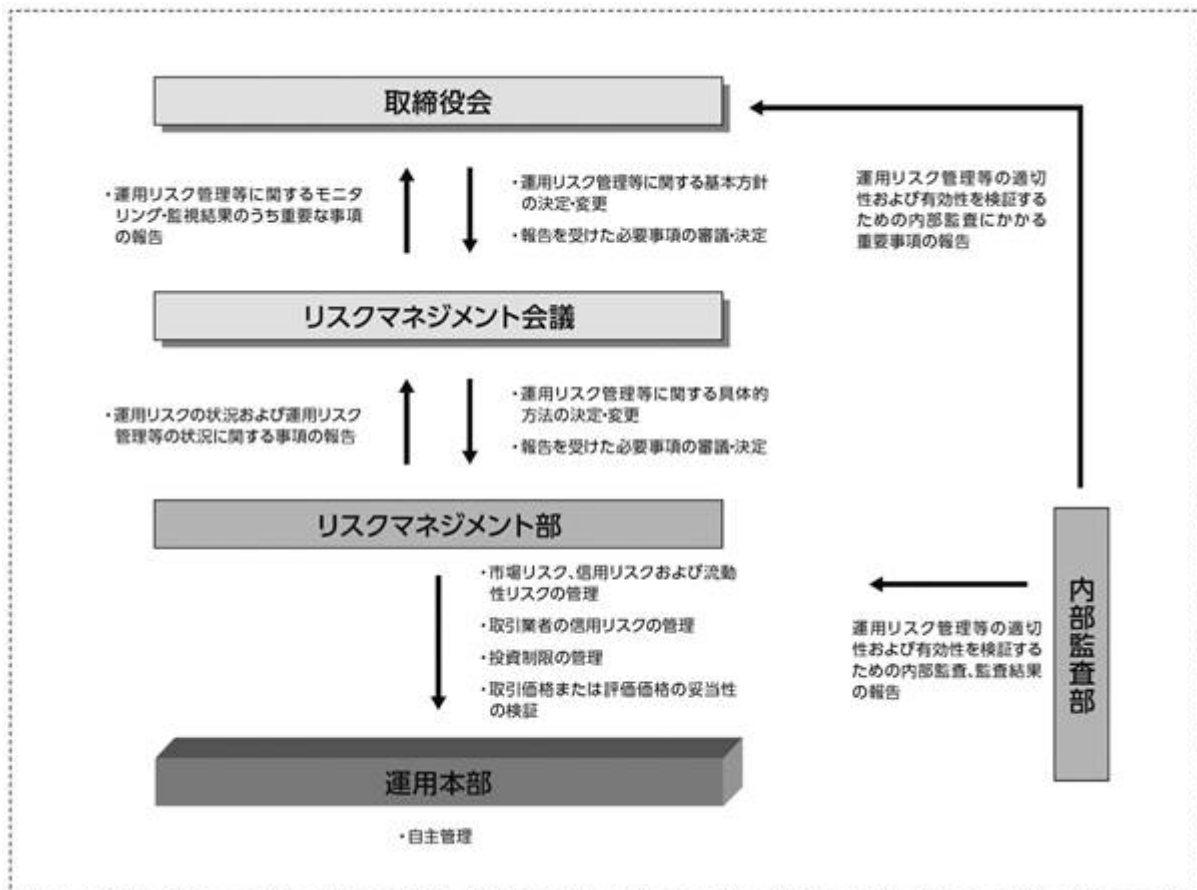 取締役会
・運用リスク管理等に関するモニタ
リング・監視結果のうち重要な事項
の報告
・運用リスク管理等に関する基本方針
の決定・変更
・報告を受けた必要事項の審議・決定
運用リスク管理等の適切
性および有効性を検証す
るための内部監査にかかる
重要事項の報告
リスクマネジメント会議
・運用リスクの状況および運用リスク
管理等の状況に関する事項の報告
・運用リスク管理等に関する具体的
方法の決定・変更
・報告を受けた必要事項の審議・決定
リスクマネジメント部
・市場リスク、信用リスクおよび流動
性リスクの管理
・取引業者の信用リスクの管理
・投資制限の管理
・取引価格または評価価格の妥当性
の検証
運用リスク管理等の適切
性および有効性を検証する
ための内部監査、監査結果
の報告
内部監査部
運用本部
・自主管理